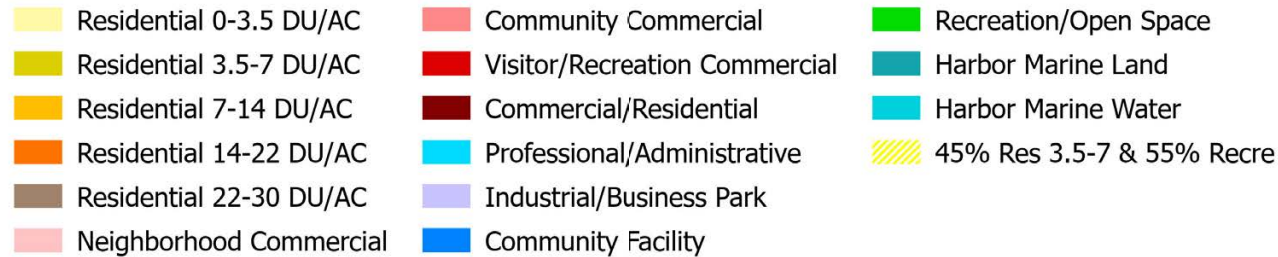 Residential 0-3.5 DU/AC
Residential 3.5-7 DU/AC
Residential 7-14 DU/AC
Residential 14-22 DU/AC
Residential 22-30 DU/AC
Neighborhood Commercial
Community Commercial
Visitor/Recreation Commercial
Commercial/Residential
Professional/Administrative
Industrial/Business Park
Community Facility
Recreation/Open Space
Harbor Marine Land
Harbor Marine Water
45% Res 3.5-7 & 55% Recre